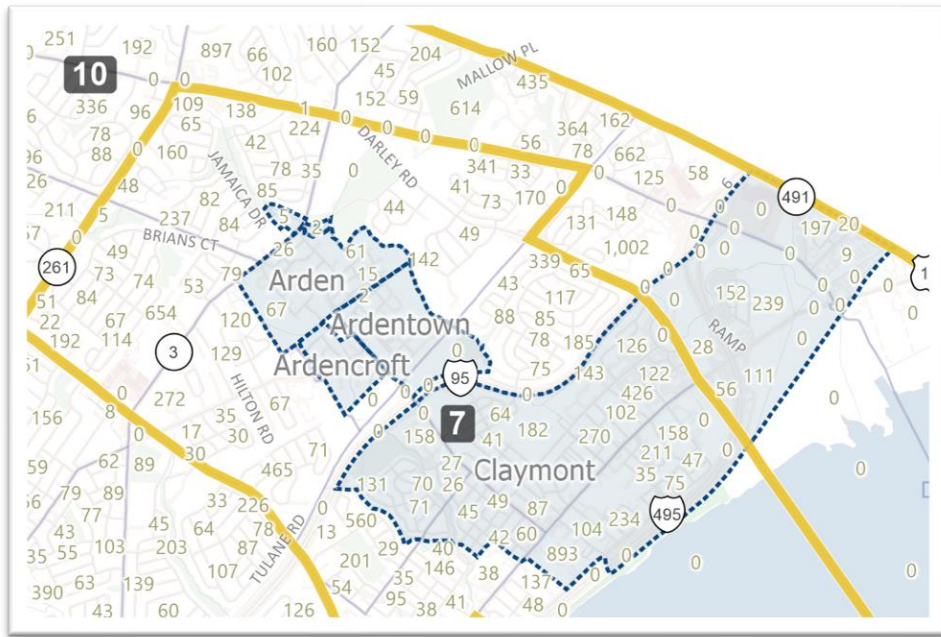 251 192 897 66 160 152 204
0 10 0 0 102 45 MALLOW PL 435
336 96 109 138 1 0 152 59 614
78 65 224 0 0 0 0 56 364 162
88 0 160 42 DARLEY RD 341 33 78 662
26 48 JAMAICA DR 78 35 0 41 170 0 125 58 6 491
211 5 82 85 44 73 131 148 0 0 197 20
0 237 84 5 2 49 1,002 0 0 9
261 49 BRIANS CT 26 61 142 339 65 0 0 0 1
73 74 53 79 Arden 15 43 117 0 152 239 0 0
51 84 654 67 2 88 85 0 0 0
22 67 120 Ardentown 78 185 126 RAMP
192 114 3 129 Ardencroft 0 75 143 122 28 111
0 272 HILTON RD 67 0 0 95 0 426 56 0
156 8 17 35 0 0 7 64 182 102 158
0 30 30 71 158 41 270 211 47 0
59 62 89 465 27 Claymont 35 75
79 89 33 226 131 70 26 49 87 495 0
77 45 64 78 0 560 71 45 104 234
43 103 203 87 13 29 40 42 60 893 0
35 55 107 TULANE RD 201 35 146 38 137 0 0
390 63 139 54 95 38 41 48 0
43 60 126